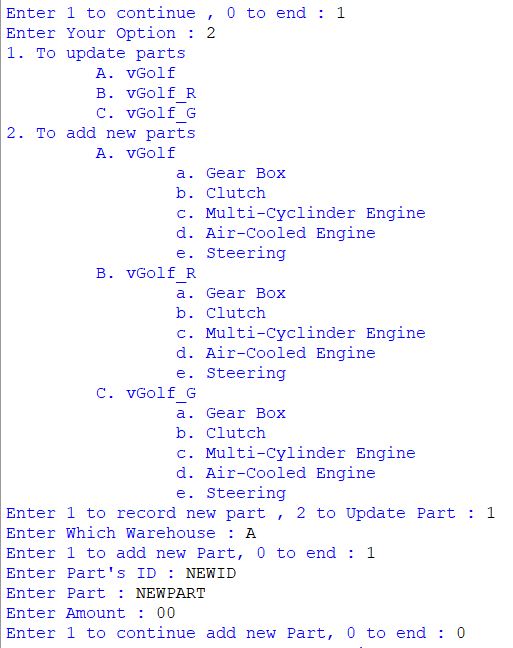 Enter 1 to continue , 0 to end : 1
Enter Your Option : 2
1. To update parts
A. vGolf
B. vGolf_R
C. vGolf_G
2. To add new parts
A. vGolf
a. Gear Box
b. Clutch
c. Multi-Cyclinder Engine
d. Air-Cooled Engine
e. Steering
B. vGolf_R
a. Gear Box
b. Clutch
c. Multi-Cyclinder Engine
d. Air-Cooled Engine
e. Steering
C. vGolf_G
a. Gear Box
b. Clutch
c. Multi-Cylinder Engine
d. Air-Cooled Engine
e. Steering
Enter 1 to record new part , 2 to Update Part : 1
Enter Which Warehouse : A
Enter 1 to add new Part, 0 to end : 1
Enter Part's ID : NEWID
Enter Part : NEWPART
Enter Amount : 00
Enter 1 to continue add new Part, 0 to end : 0